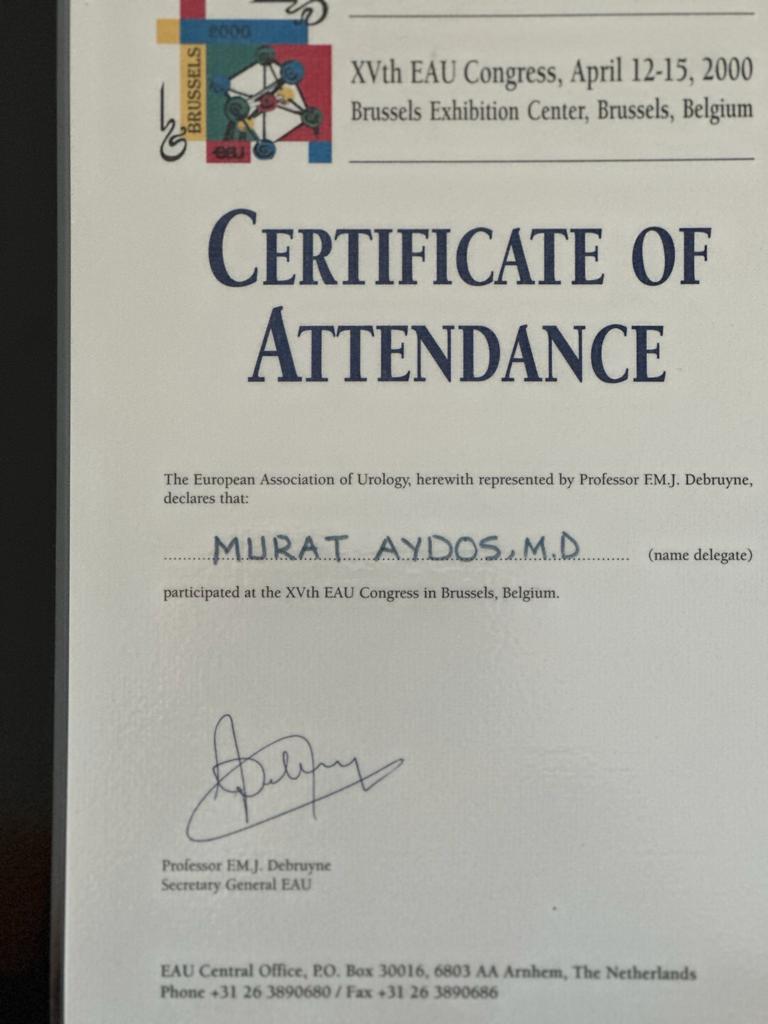 2000
BRUSSELS
eau
XVth EAU Congress, April 12-15, 2000
Brussels Exhibition Center, Brussels, Belgium
CERTIFICATE OF
ATTENDANCE
The European Association of Urology, herewith represented by Professor F.M.J. Debruyne,
declares that:
MURAT AYDOS, M.D (name delegate)
participated at the XVth EAU Congress in Brussels, Belgium.
Professor F.M.J. Debruyne
Secretary General EAU
EAU Central Office, P.O. Box 30016, 6803 AA Arnhem, The Netherlands
Phone +31 26 3890680 / Fax +31 26 3890686